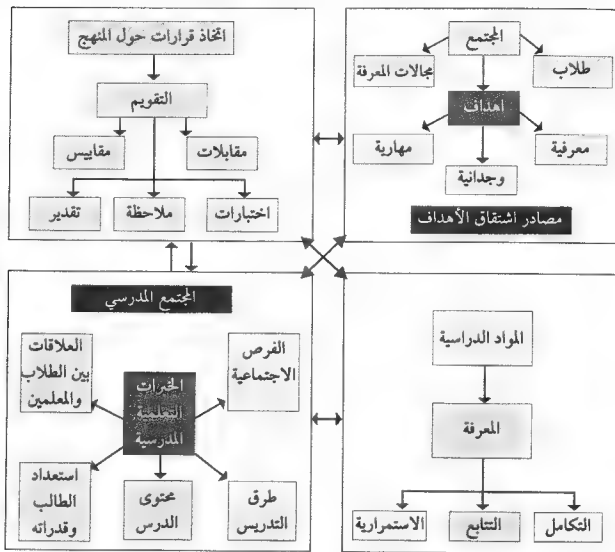 المجتمع
طلاب
مجالات المعرفة
اهداف
معرفية
مهارية
وجدانية
مصادر اشتقاق الأهداف
اتخاذ قرارات حول المنهج
التقويم
مقابلات
مقاييس
اختبارات
ملاحظة
تقدير
المواد الدراسية
المعرفة
التكامل
التتابع
الاستمرارية
المجتمع المدرسي
الفرص
الاجتماعية
العلاقات
بين الطلاب
والمعلمين
الخبرات
التعلمية
المدرسية
طرق
التدريس
محتوى
الدرس
استعداد
الطالب
وقدراته